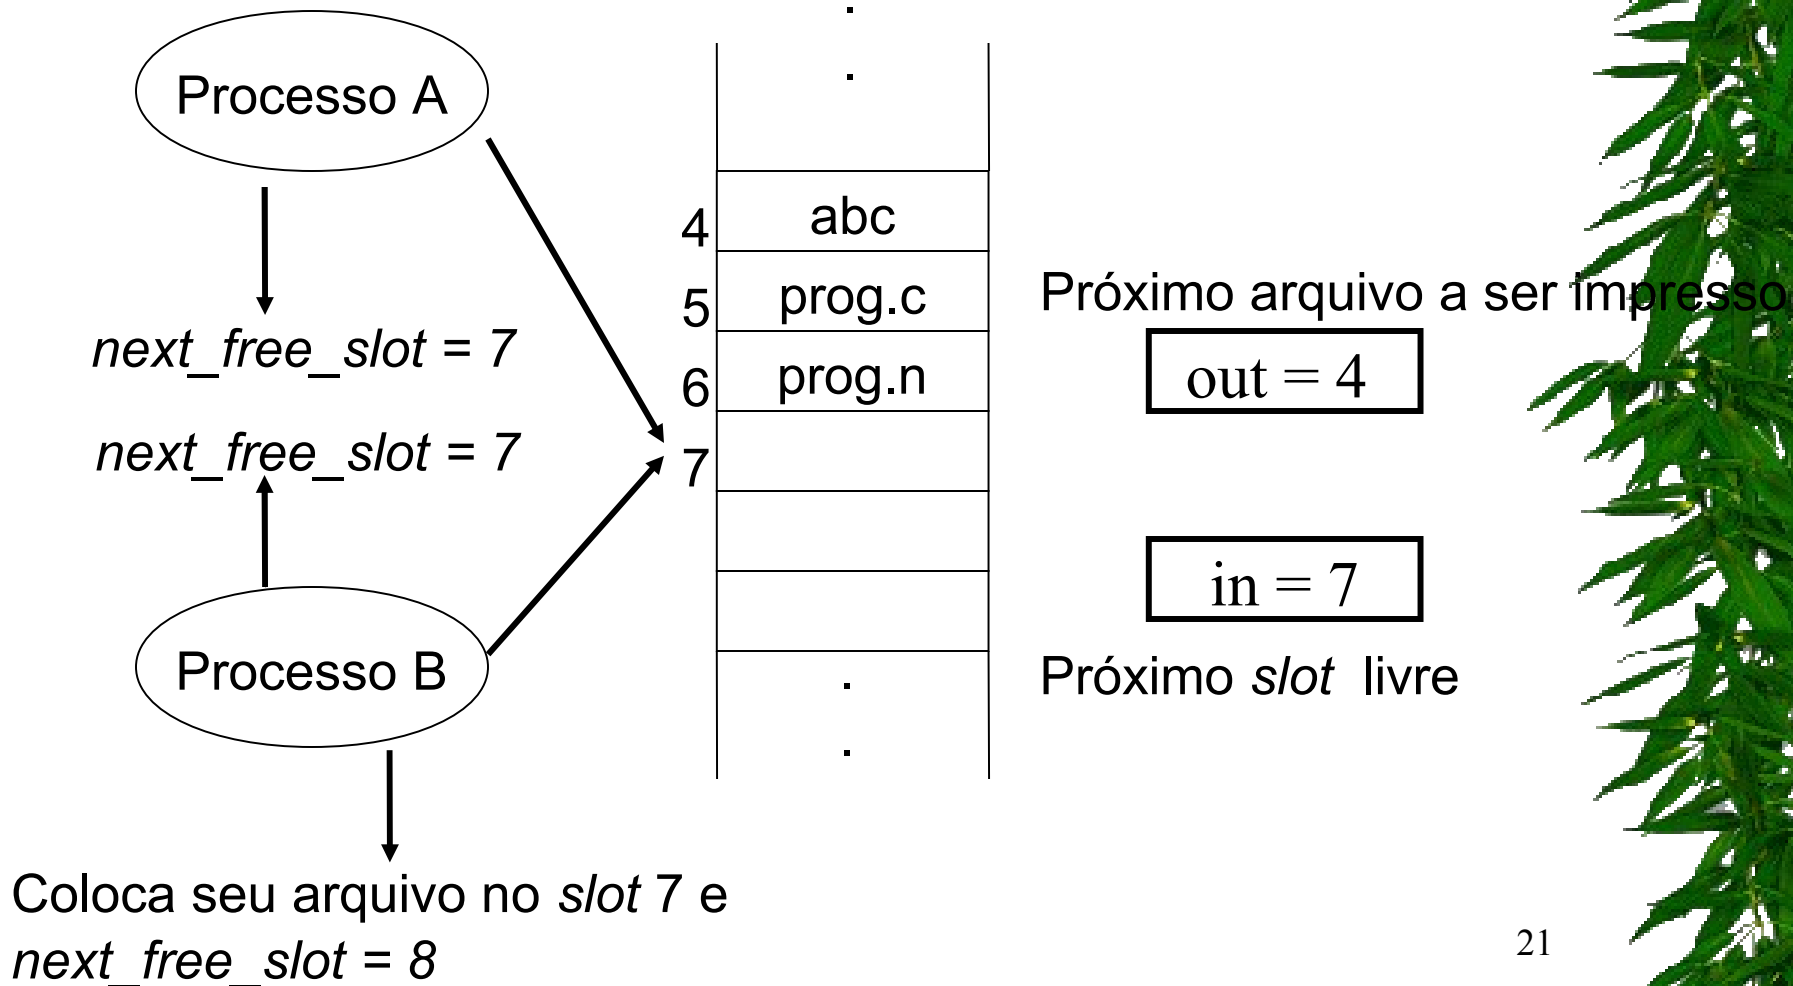 Processo A
next_free_slot = 7
next_free_slot = 7
Processo B
Coloca seu arquivo no slot 7 e
next_free_slot = 8
.
.
4 abc
5 prog.c
6 prog.n
7
.
.
Próximo arquivo a ser impresso
out = 4
in = 7
Próximo slot livre
21